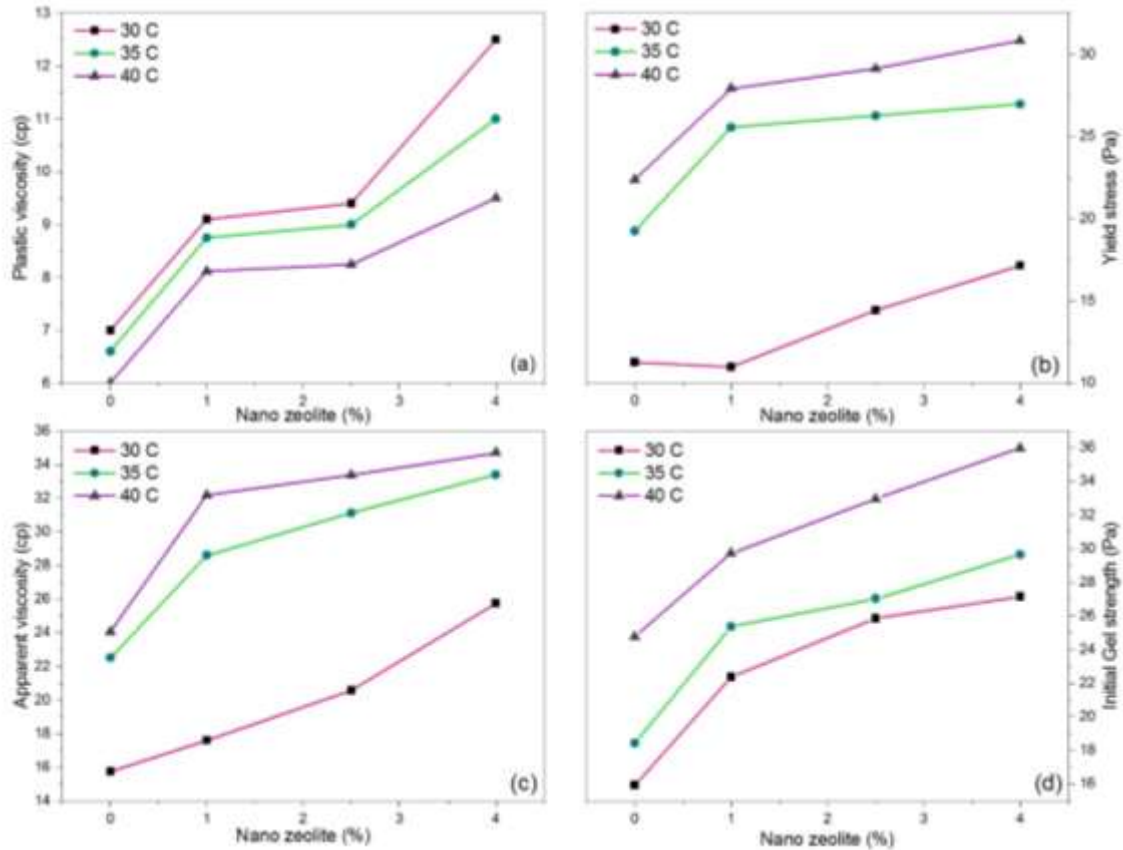 13
12
11
10
9
8
7
6
Plastic viscosity (cp)
30 C
35 C
40 C
(a)
0 1 2 3 4
Nano zeolite (%)
30 C
35 C
40 C
30
25
20
15
10
Yield stress (Pa)
(b)
0 1 2 3 4
Nano zeolite (%)
36
34
32
30
28
26
24
22
20
18
16
14
Apparent viscosity (cp)
30 C
35 C
40 C
(c)
0 1 2 3 4
Nano zeolite (%)
30 C
35 C
40 C
36
34
32
30
28
26
24
22
20
18
16
Initial Gel strength (Pa)
(d)
0 1 2 3 4
Nano zeolite (%)